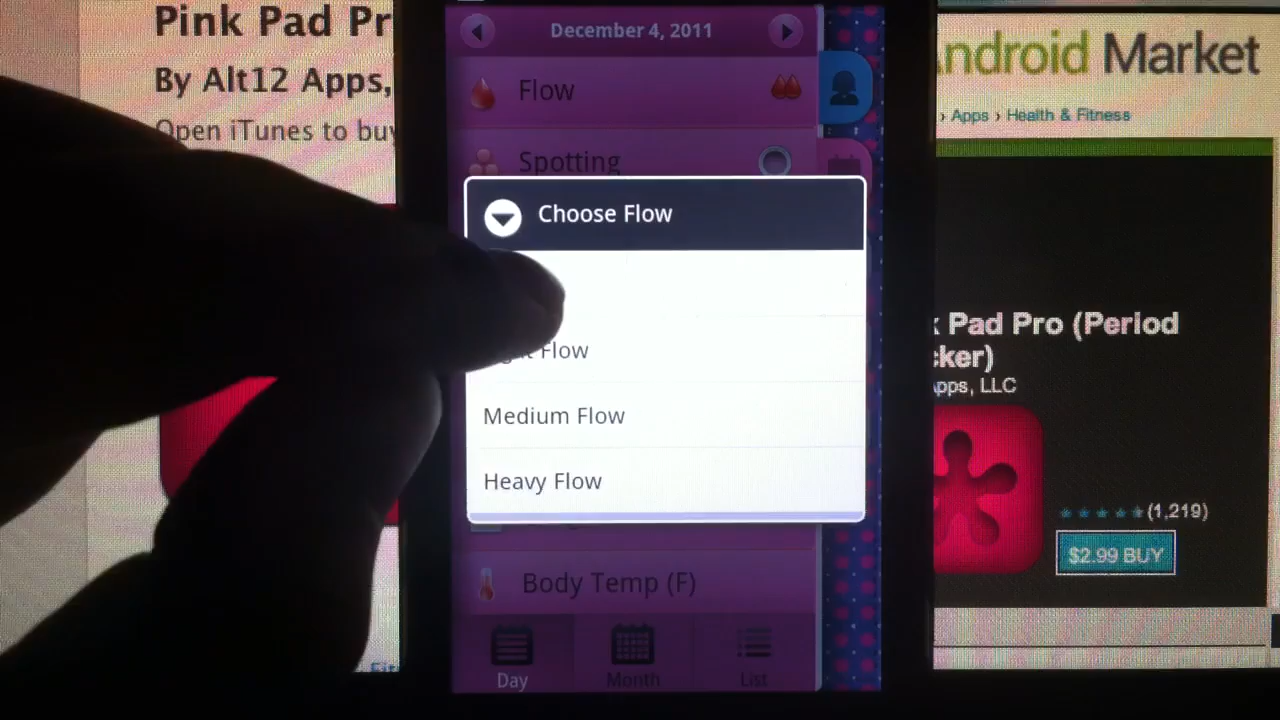 Pink Pad Pr
By Alt12 Apps,
Open iTunes to buy
December 4, 2011
Flow
Spotting
Choose Flow
Flow
Medium Flow
Heavy Flow
Body Temp (F)
Day
Month
List
Android Market
› Apps › Health & Fitness
k Pad Pro (Period
cker)
Apps, LLC
(1,219)
$2.99 BUY